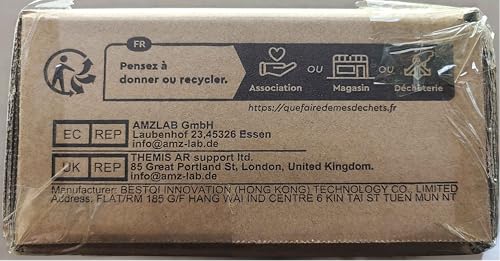 FR
Pensez à
donner ou recycler.
Association
OU
Magasin
OU
Déchèterie
https://quefairedemesdechets.fr
EC REP
AMZLAB GmbH
Laubenhof 23,45326 Essen
info@amz-lab.de
UK REP
THEMIS AR support ltd.
85 Great Portland St, London, United Kingdom.
info@amz-lab.de
Manufacturer: BESTQI INNOVATION (HONG KONG) TECHNOLOGY CO., LIMITED
Address: FLAT/RM 185 G/F HANG WAI IND CENTRE 6 KIN TAI ST TUEN MUN NT